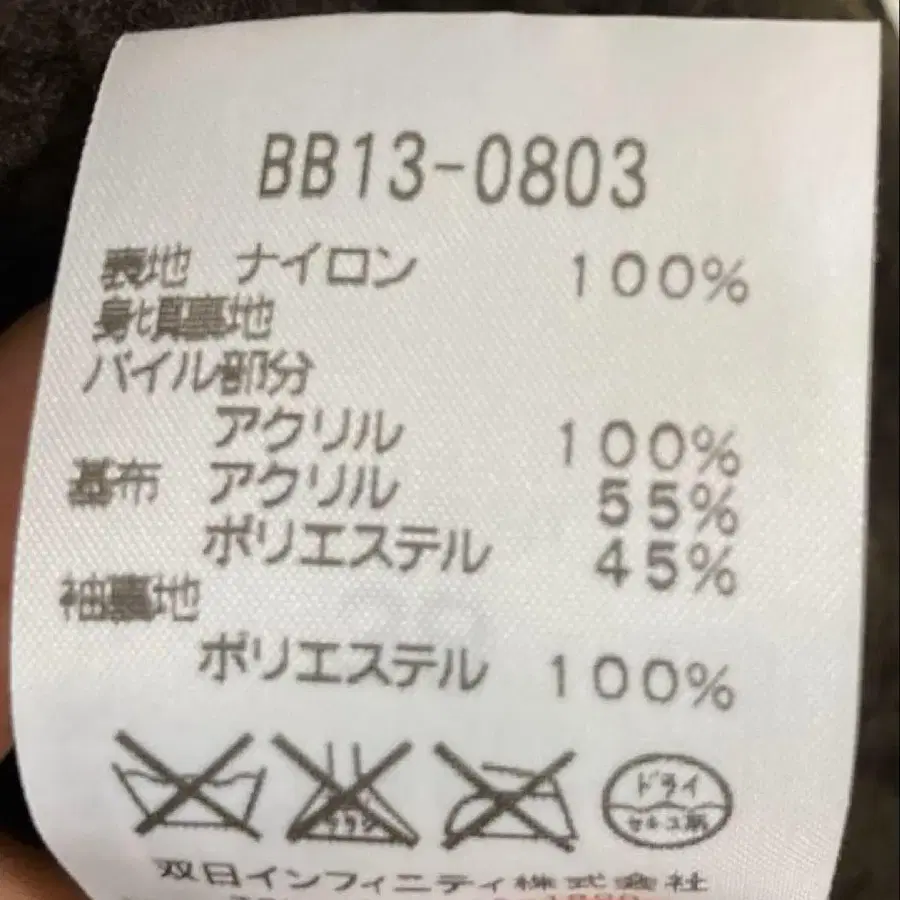 BB13-0803
表地 ナイロン 100%
身頃裏地
パイル部分
アクリル 100%
基布 アクリル 55%
ポリエステル 45%
袖裏地
ポリエステル 100%
ドライ
セキユ系
双日インフィニティ株式会社